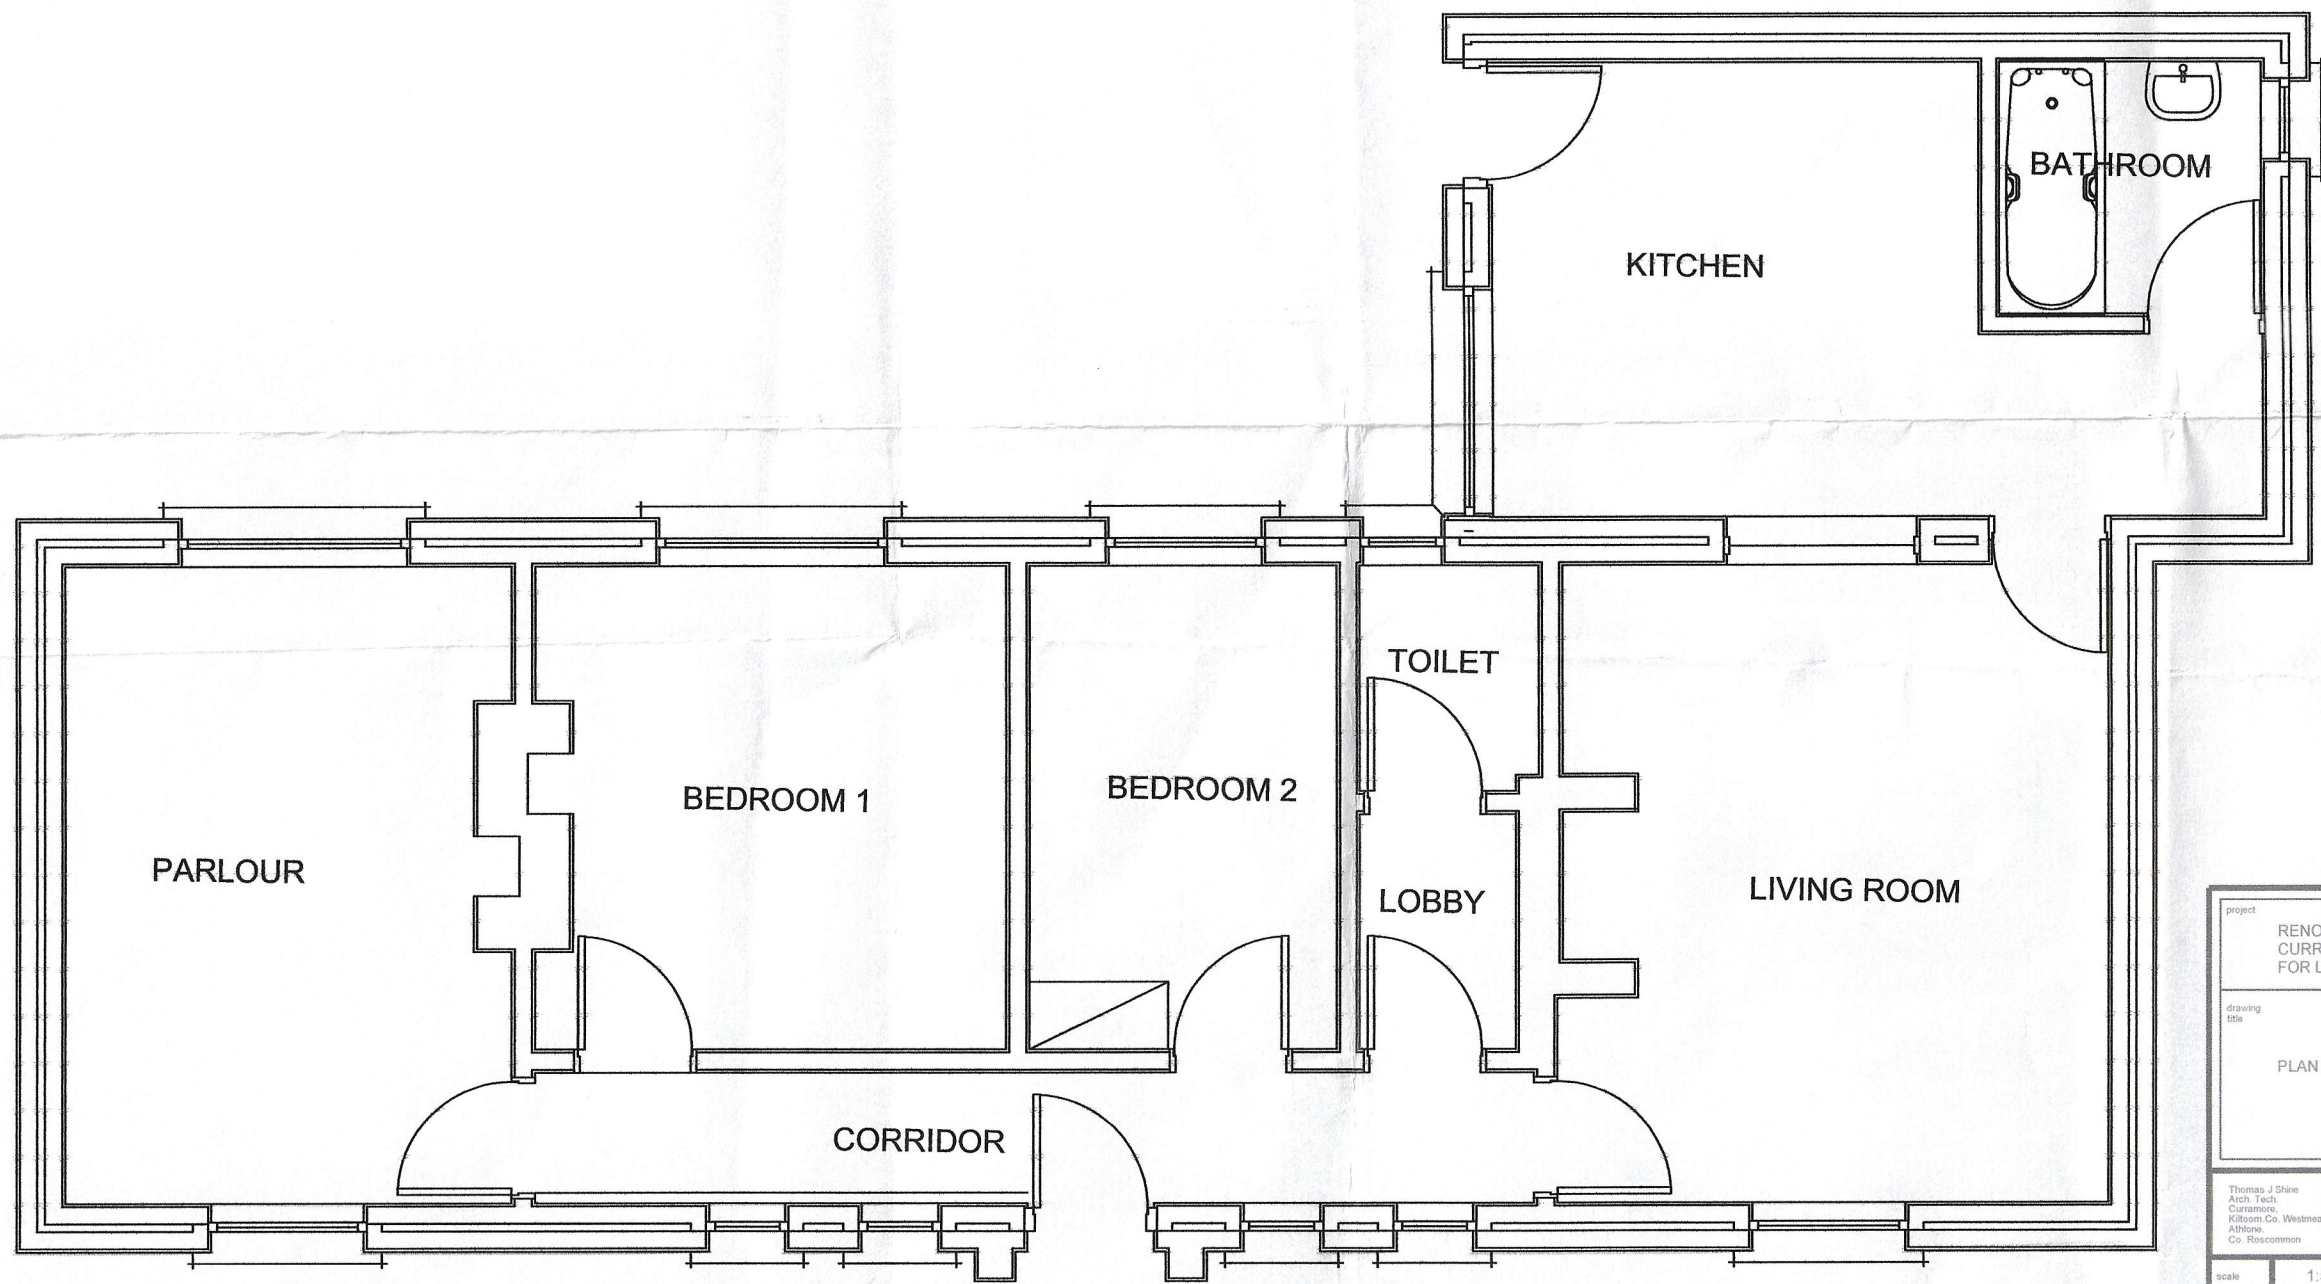 BATHROOM
KITCHEN
TOILET
BEDROOM 1
BEDROOM 2
PARLOUR
LOBBY
LIVING ROOM
CORRIDOR
project
RENO
CURR
FOR L
drawing
title
PLAN
Thomas J Shine
Arch. Tech.
Curramore,
Kiltoom.Co. Westmea
Athlone.
Co. Roscommon
scale
1: